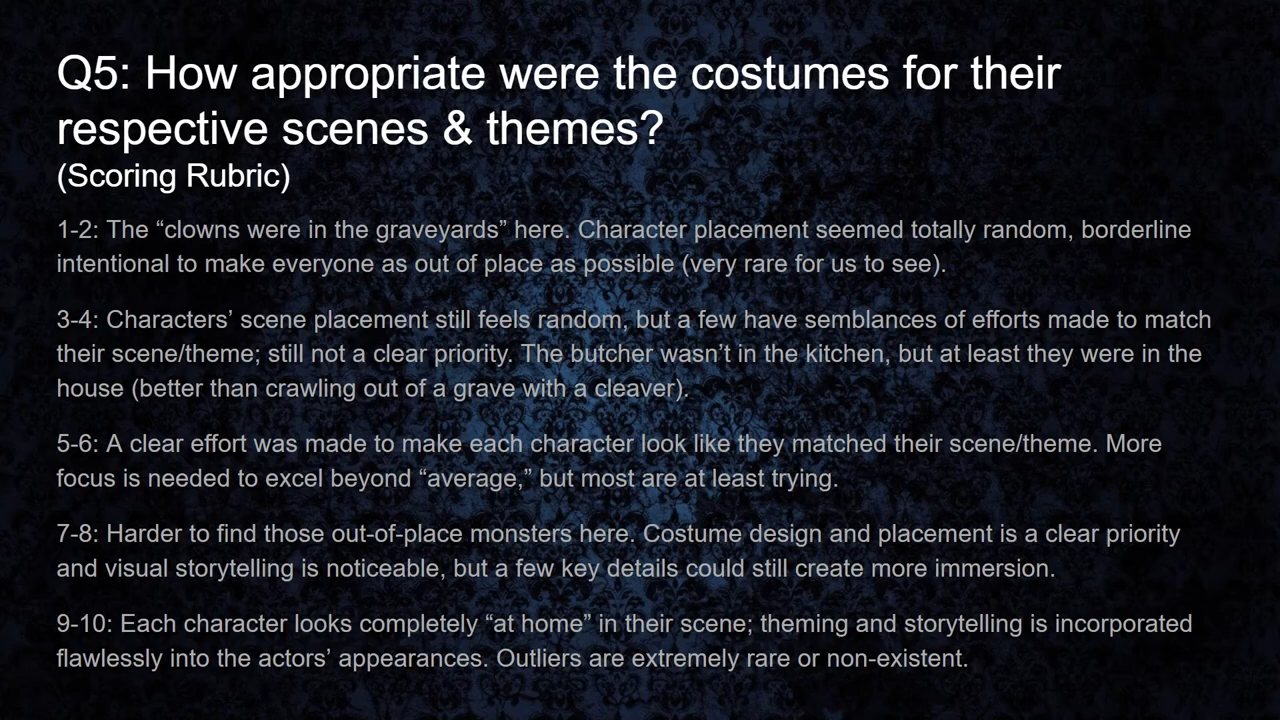 Q5: How appropriate were the costumes for their
respective scenes & themes?
(Scoring Rubric)
1-2: The “clowns were in the graveyards” here. Character placement seemed totally random, borderline
intentional to make everyone as out of place as possible (very rare for us to see).
3-4: Characters’ scene placement still feels random, but a few have semblances of efforts made to match
their scene/theme; still not a clear priority. The butcher wasn’t in the kitchen, but at least they were in the
house (better than crawling out of a grave with a cleaver).
5-6: A clear effort was made to make each character look like they matched their scene/theme. More
focus is needed to excel beyond “average,” but most are at least trying.
7-8: Harder to find those out-of-place monsters here. Costume design and placement is a clear priority
and visual storytelling is noticeable, but a few key details could still create more immersion.
9-10: Each character looks completely “at home” in their scene; theming and storytelling is incorporated
flawlessly into the actors’ appearances. Outliers are extremely rare or non-existent.